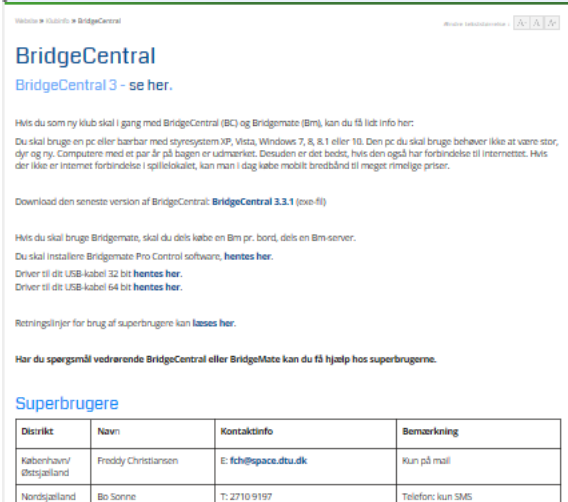 Website » Klubinfo » BridgeCentral
Ændre tekststørrelse : A- A A+
BridgeCentral
BridgeCentral 3 - se her.
Hvis du som ny klub skal i gang med BridgeCentral (BC) og Bridgemate (Bm), kan du få lidt info her:
Du skal bruge en pc eller bærbar med styresystem XP, Vista, Windows 7, 8, 8.1 eller 10. Den pc du skal bruge behøver ikke at være stor,
dyr og ny. Computere med et par år på bagen er udmærket. Desuden er det bedst, hvis den også har forbindelse til internettet. Hvis
der ikke er internet forbindelse i spillelokalet, kan man i dag købe mobilt bredbånd til meget rimelige priser.
Download den seneste version af BridgeCentral: BridgeCentral 3.3.1 (exe-fil)
Hvis du skal bruge Bridgemate, skal du dels købe en Bm pr. bord, dels en Bm-server.
Du skal installere Bridgemate Pro Control software, hentes her.
Driver til dit USB-kabel 32 bit hentes her.
Driver til dit USB-kabel 64 bit hentes her.
Retningslinjer for brug af superbrugere kan læses her.
Har du spørgsmål vedrørende BridgeCentral eller BridgeMate kan du få hjælp hos superbrugerne.
Superbrugere
Distrikt Navn Kontaktinfo Bemærkning
København/ Freddy Christiansen E: fch@space.dtu.dk Kun på mail
Østsjælland
Nordsjælland Bo Sonne T: 2710 9197 Telefon: kun SMS